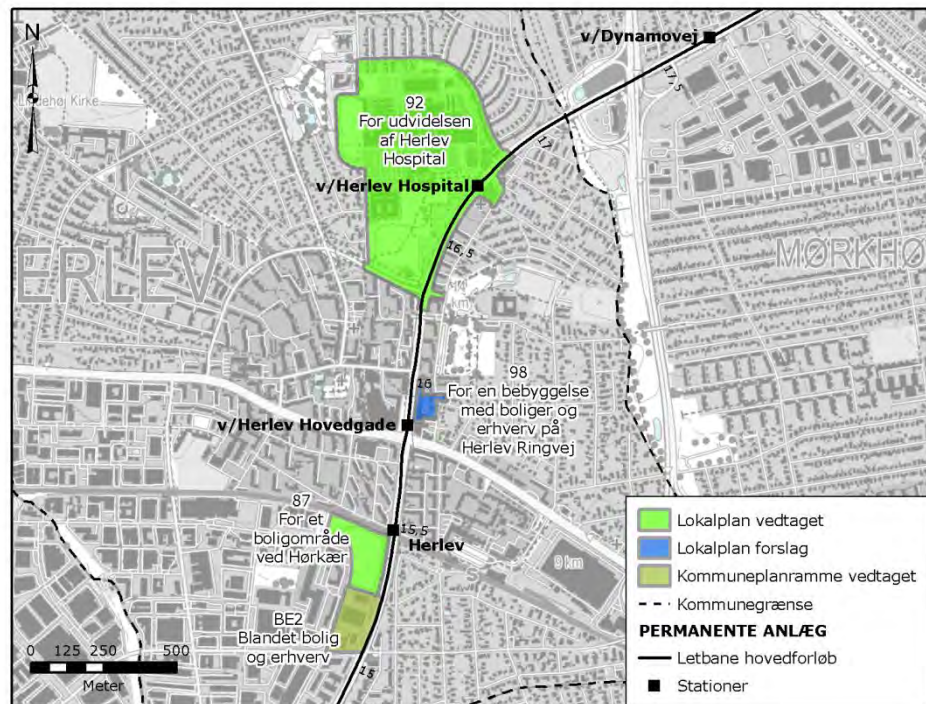 N
v/Dynamovej
17,5
Lindehøj Kirke
92
For udvidelsen
af Herlev
Hospital
17
v/Herlev Hospital
16,5
ERLEV
MØRKHØ
km
16
98
For en bebyggelse
med boliger og
erhverv på
Herlev Ringvej
v/Herlev Hovedgade
87
For et
boligområde
ved Hørkær
15,5
Herlev
S
9 km
BE2
Blandet bolig
og erhverv
15
0 125 250 500
Meter
Lokalplan vedtaget
Lokalplan forslag
Kommuneplanramme vedtaget
Kommunegrænse
PERMANENTE ANLÆG
Letbane hovedforløb
Stationer